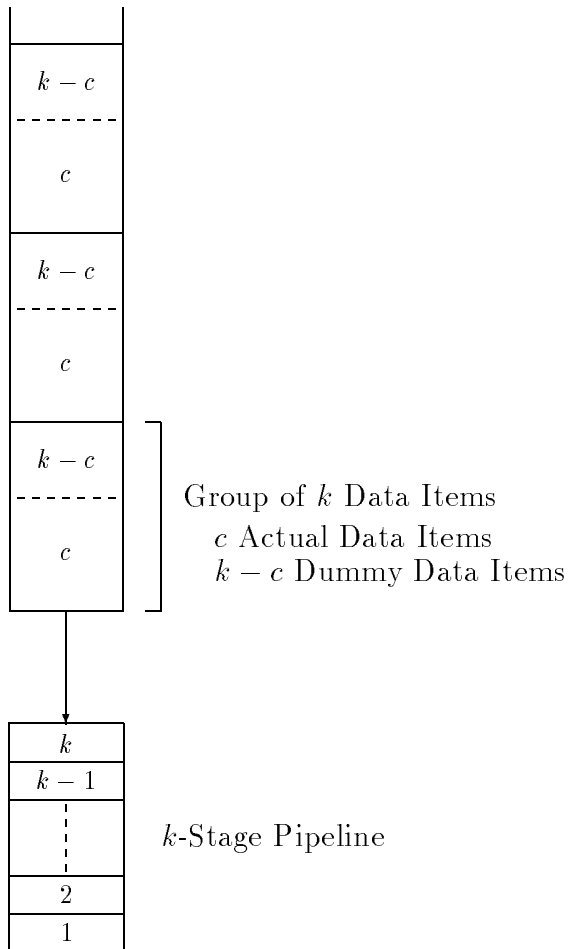 k − c
c
k − c
c
k − c
c
Group of k Data Items
c Actual Data Items
k − c Dummy Data Items
k
k − 1
k-Stage Pipeline
2
1